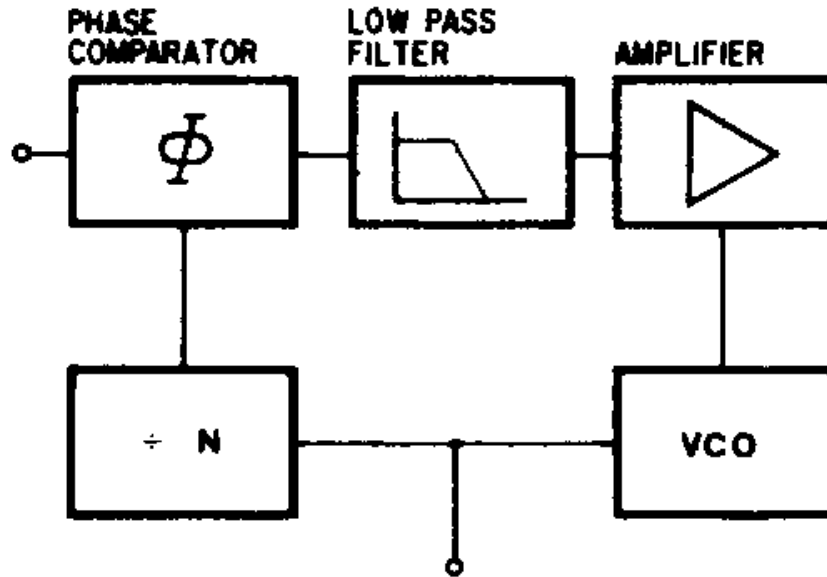 PHASE
COMPARATOR
LOW PASS
FILTER
AMPLIFIER
Φ
÷ N
VCO